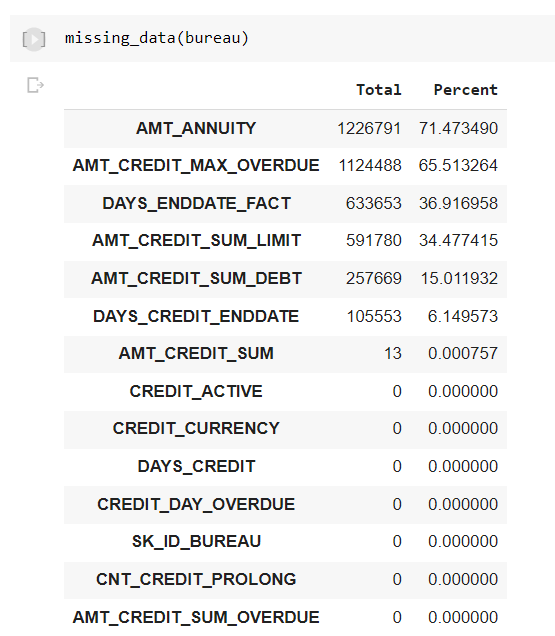 missing_data(bureau)
Total Percent
AMT_ANNUITY 1226791 71.473490
AMT_CREDIT_MAX_OVERDUE 1124488 65.513264
DAYS_ENDDATE_FACT 633653 36.916958
AMT_CREDIT_SUM_LIMIT 591780 34.477415
AMT_CREDIT_SUM_DEBT 257669 15.011932
DAYS_CREDIT_ENDDATE 105553 6.149573
AMT_CREDIT_SUM 13 0.000757
CREDIT_ACTIVE 0 0.000000
CREDIT_CURRENCY 0 0.000000
DAYS_CREDIT 0 0.000000
CREDIT_DAY_OVERDUE 0 0.000000
SK_ID_BUREAU 0 0.000000
CNT_CREDIT_PROLONG 0 0.000000
AMT_CREDIT_SUM_OVERDUE 0 0.000000